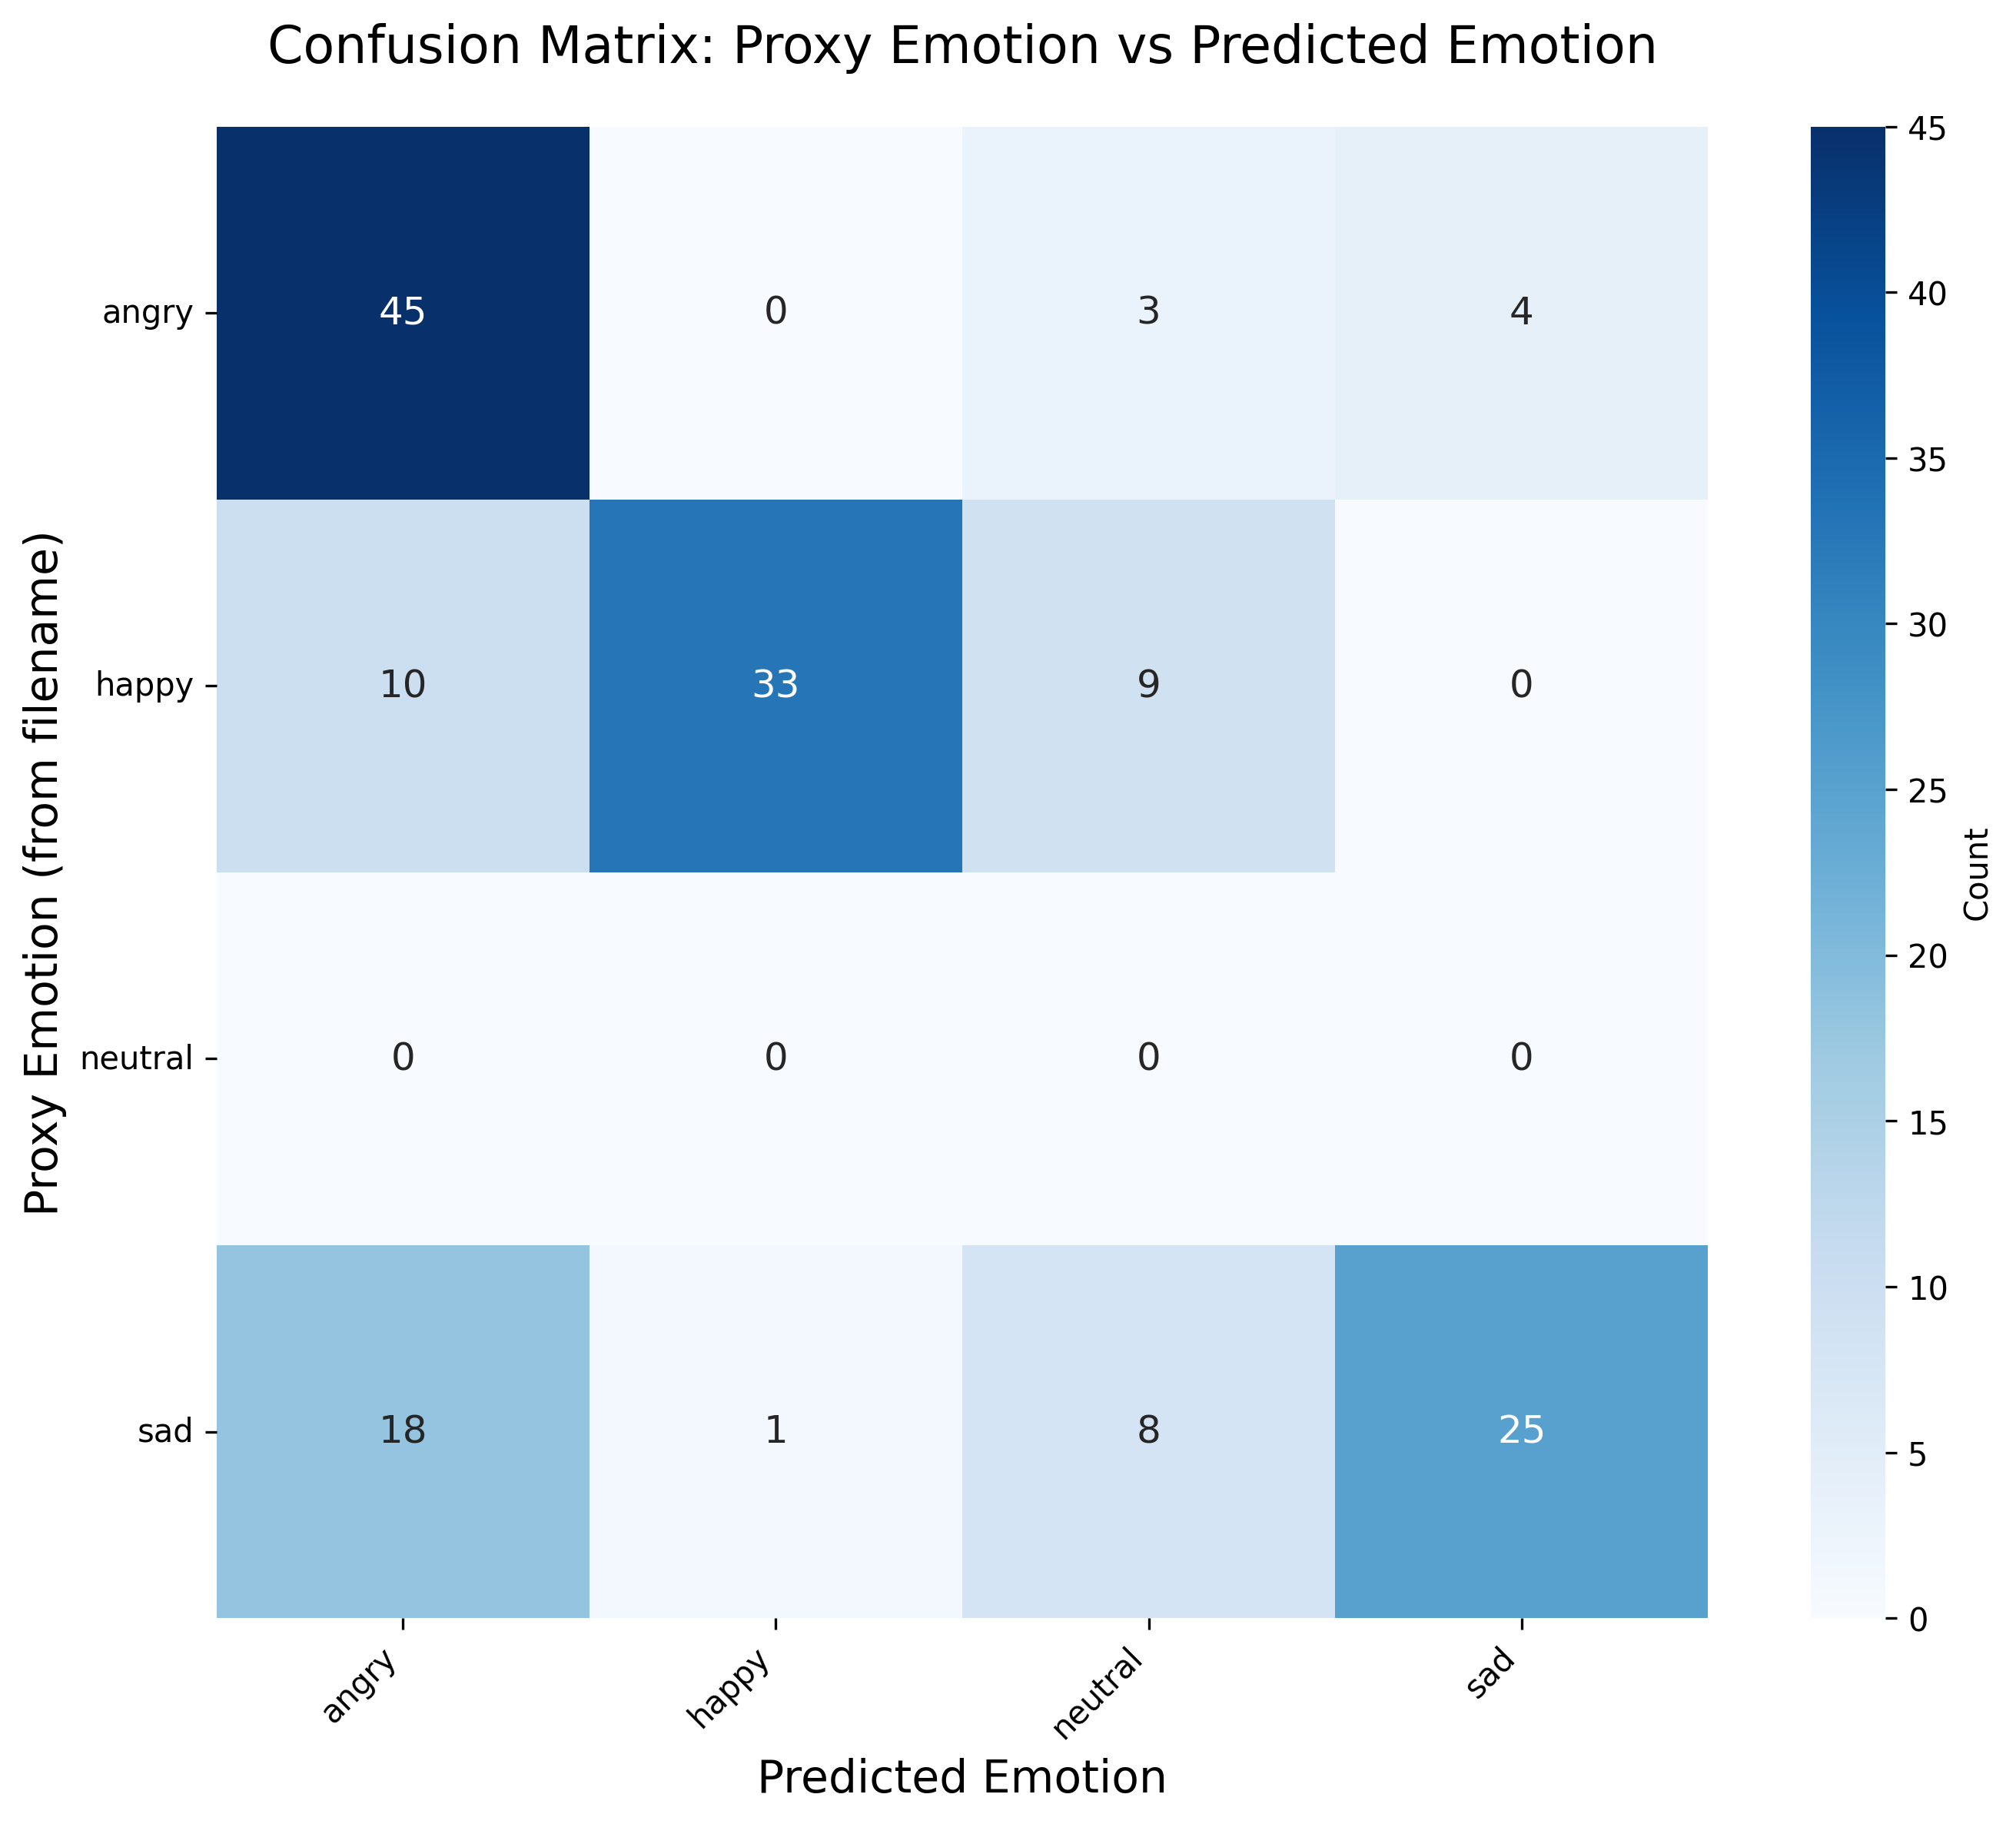 Confusion Matrix: Proxy Emotion vs Predicted Emotion
Proxy Emotion (from filename)
angry
45 0 3 4
happy
10 33 9 0
neutral
0 0 0 0
sad
18 1 8 25
angry
happy
neutral
sad
Predicted Emotion
45
40
35
30
25
20
15
10
5
0
Count